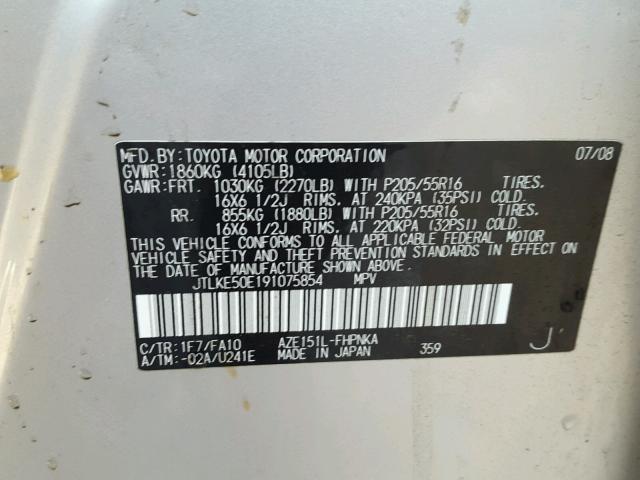 MFD. BY: TOYOTA MOTOR CORPORATION 07/08
GVWR: 1860KG (4105LB)
GAWR: FRT. 1030KG (2270LB) WITH P205/55R16 TIRES.
16X6 1/2J RIMS. AT 240KPA (35PSI) COLD.
RR. 855KG (1880LB) WITH P205/55R16 TIRES.
16X6 1/2J RIMS. AT 220KPA (32PSI) COLD.
THIS VEHICLE CONFORMS TO ALL APPLICABLE FEDERAL MOTOR
VEHICLE SAFETY AND THEFT PREVENTION STANDARDS IN EFFECT ON
THE DATE OF MANUFACTURE SHOWN ABOVE.
JTLKE50E191075854 MPV
C/TR: 1F7/FA10 AZE151L-FHPNKA
A/TM: -02A/U241E MADE IN JAPAN 359 J